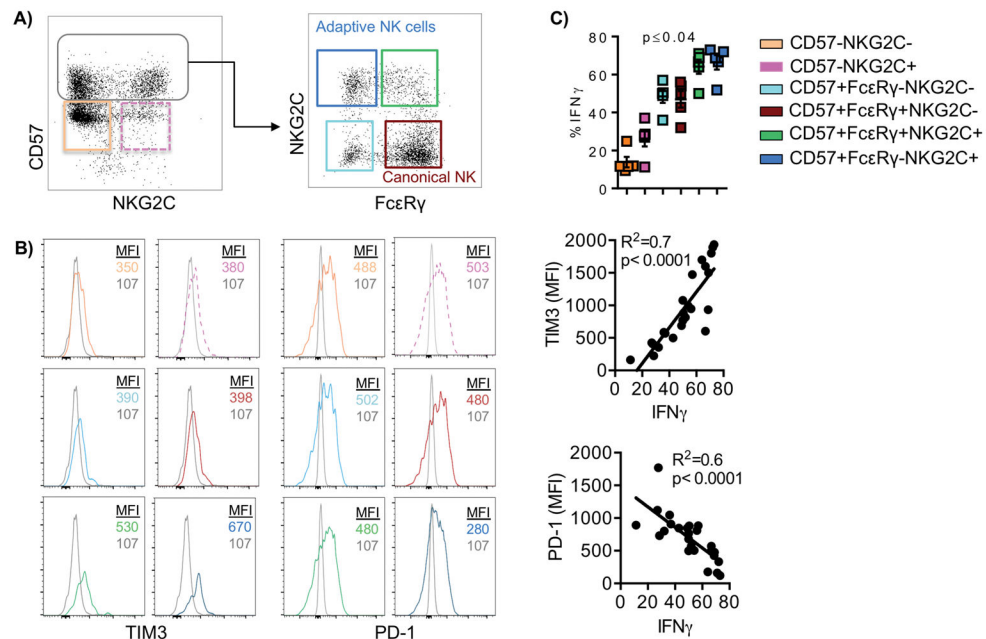 A)
Adaptive NK cells
CD57
NKG2C
NKG2C
Canonical NK
FcεRγ
B)
MFI
350
107
MFI
380
107
MFI
488
107
MFI
503
107
MFI
390
107
MFI
398
107
MFI
502
107
MFI
480
107
MFI
530
107
MFI
670
107
MFI
480
107
MFI
280
107
TIM3
PD-1
C)
p≤0.04
% IFNγ
80
60
40
20
0
CD57-NKG2C-
CD57-NKG2C+
CD57+FcεRγ-NKG2C-
CD57+FcεRγ+NKG2C-
CD57+FcεRγ+NKG2C+
CD57+FcεRγ-NKG2C+
R²=0.7
p< 0.0001
TIM3 (MFI)
2000
1500
1000
500
0
0 20 40 60 80
IFNγ
R²=0.6
p< 0.0001
PD-1 (MFI)
2000
1500
1000
500
0
0 20 40 60 80
IFNγ